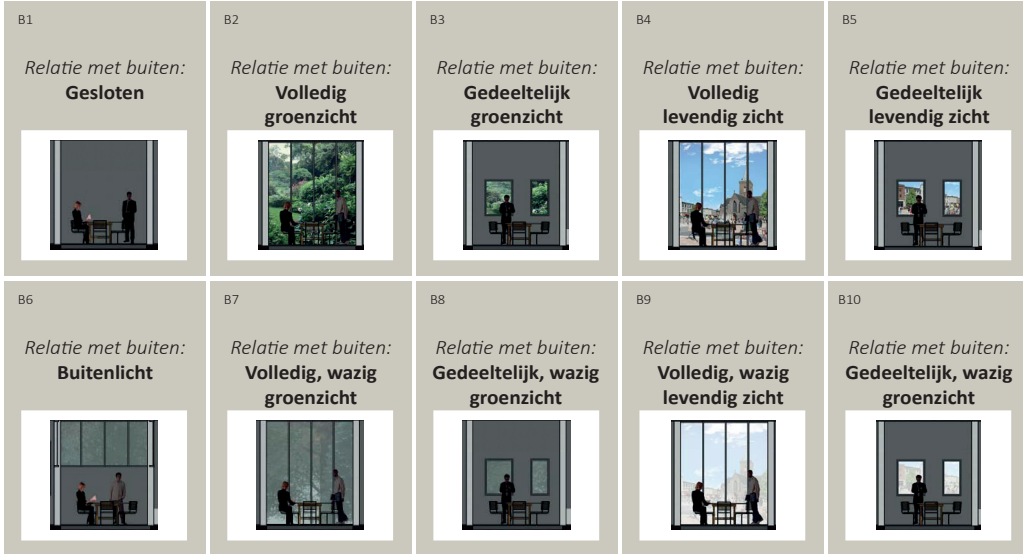 B1
Relatie met buiten:
Gesloten
B2
Relatie met buiten:
Volledig
groenzicht
B3
Relatie met buiten:
Gedeeltelijk
groenzicht
B4
Relatie met buiten:
Volledig
levendig zicht
B5
Relatie met buiten:
Gedeeltelijk
levendig zicht
B6
Relatie met buiten:
Buitenlicht
B7
Relatie met buiten:
Volledig, wazig
groenzicht
B8
Relatie met buiten:
Gedeeltelijk, wazig
groenzicht
B9
Relatie met buiten:
Volledig, wazig
levendig zicht
B10
Relatie met buiten:
Gedeeltelijk, wazig
groenzicht